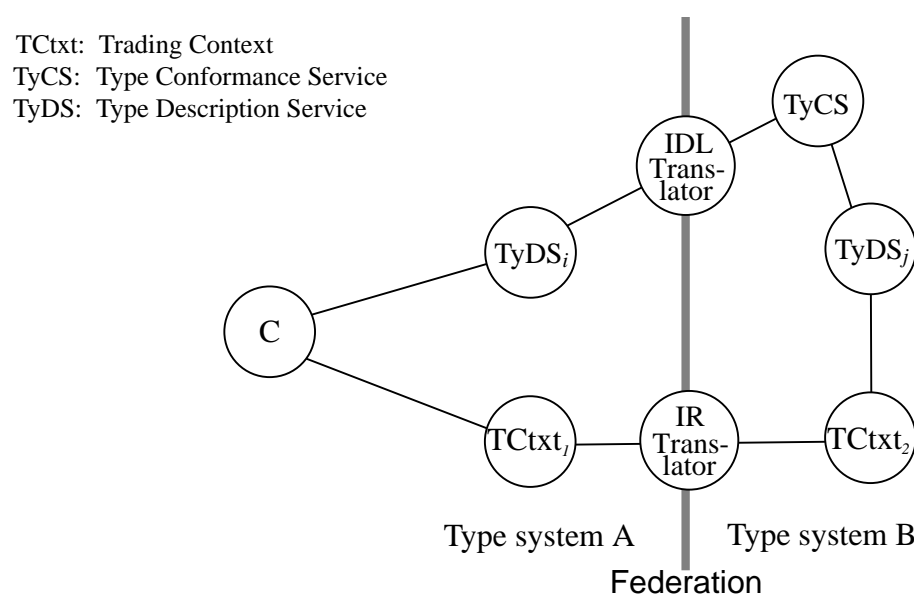 TCtxt: Trading Context
TyCS: Type Conformance Service
TyDS: Type Description Service
TyCS
IDL
Trans-
lator
TyDSi
TyDSj
C
IR
TCtxt1
Trans-
lator
TCtxt2
Type system A
Type system B
Federation